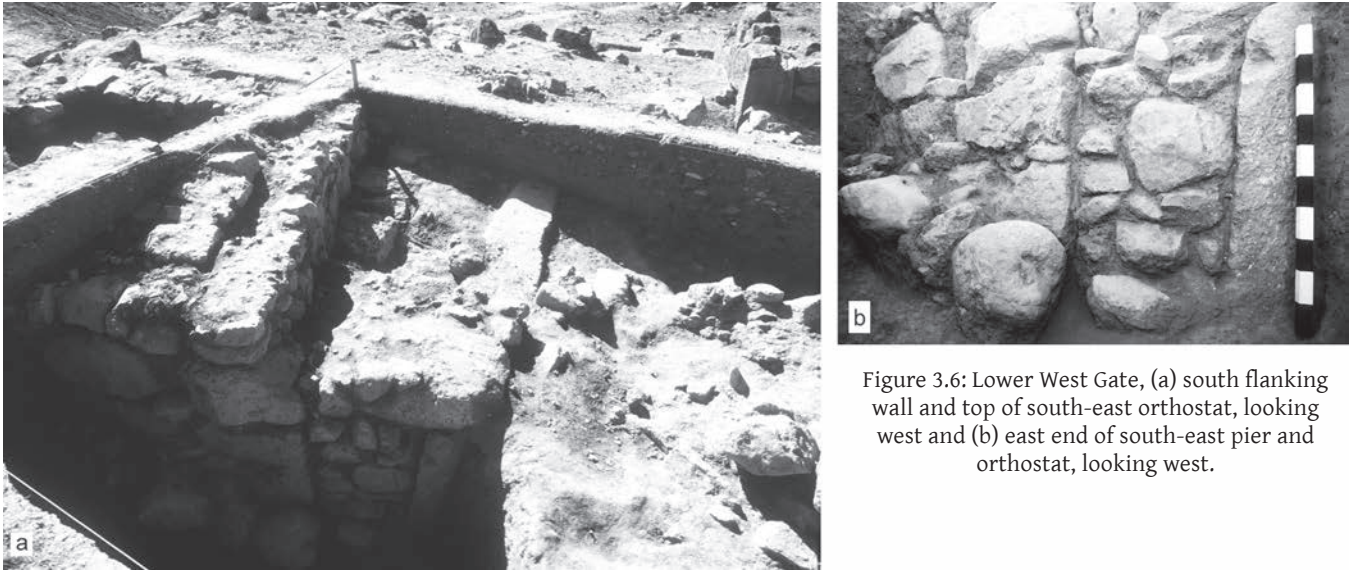 a
b
Figure 3.6: Lower West Gate, (a) south flanking
wall and top of south-east orthostat, looking
west and (b) east end of south-east pier and
orthostat, looking west.